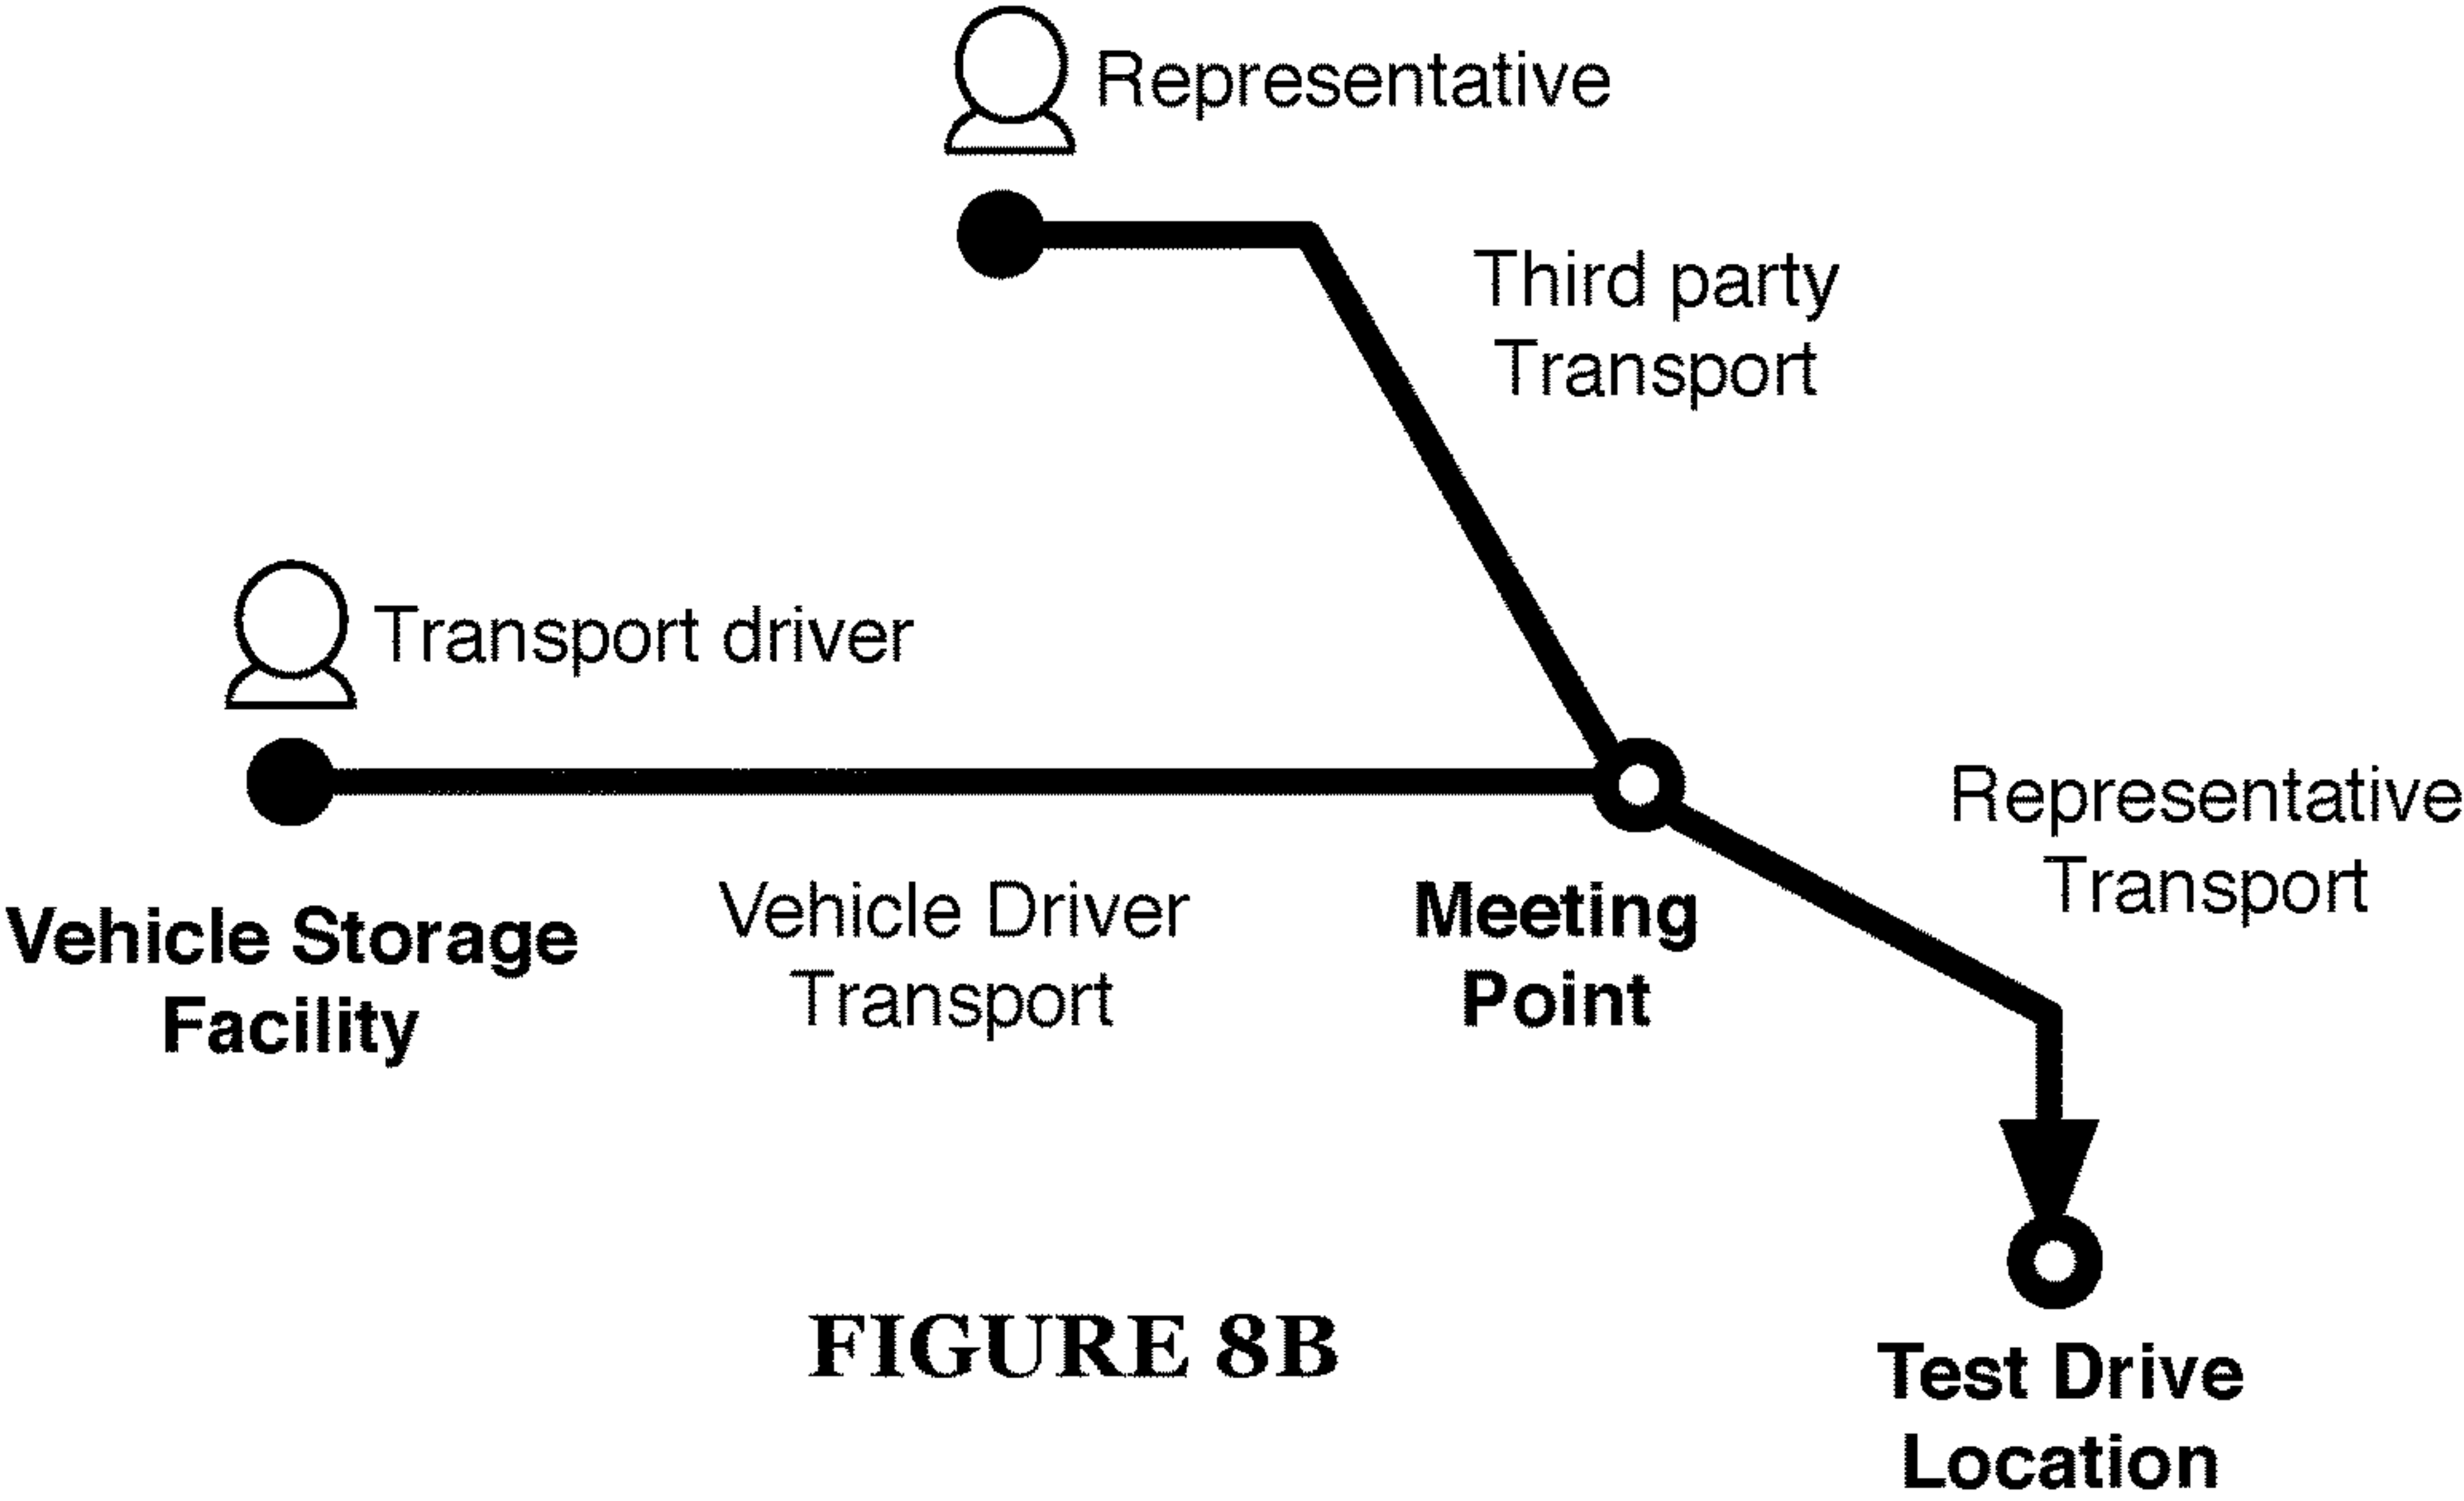 Representative
Third party
Transport
Transport driver
Representative
Transport
Vehicle Storage
Facility
Vehicle Driver
Transport
Meeting
Point
FIGURE 8B
Test Drive
Location